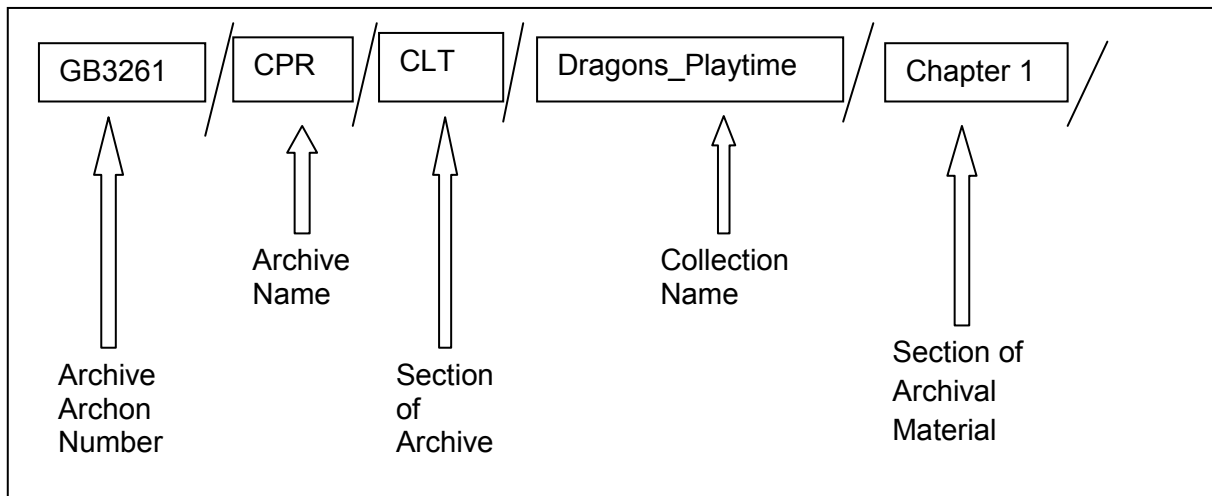 GB3261 / CPR / CLT / Dragons_Playtime / Chapter 1 /
Archive
Name
Collection
Name
Archive
Archon
Number
Section
of
Archive
Section of
Archival
Material